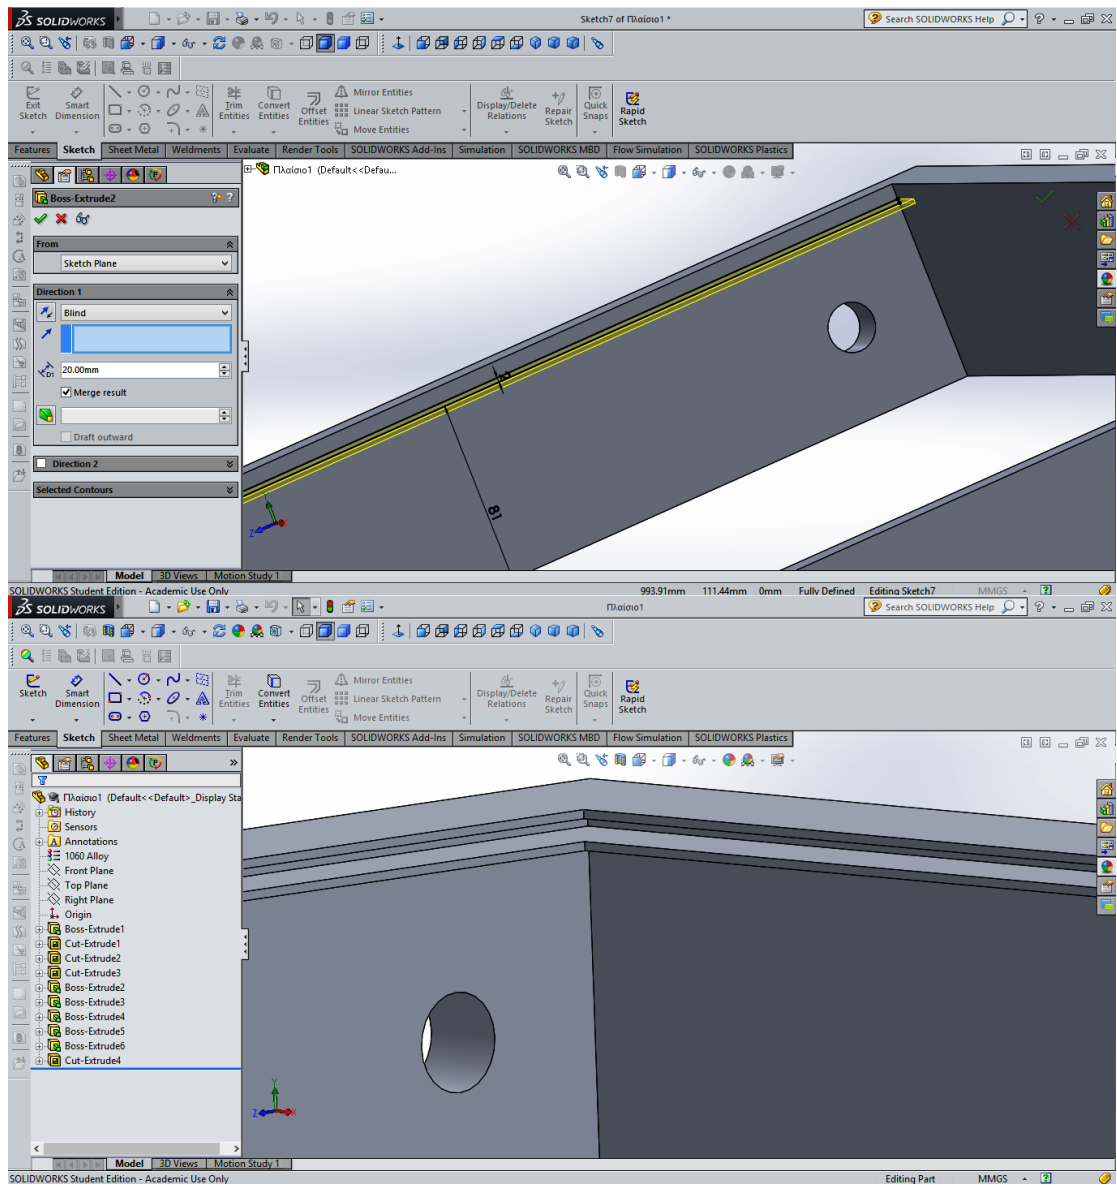 SOLIDWORKS
Sketch7 of Πλαίσιο1 *
Search SOLIDWORKS Help
Exit Sketch
Smart Dimension
Trim Entities
Convert Entities
Offset Entities
Mirror Entities
Linear Sketch Pattern
Move Entities
Display/Delete Relations
Repair Sketch
Quick Snaps
Rapid Sketch
Features Sketch Sheet Metal Weldments Evaluate Render Tools SOLIDWORKS Add-Ins Simulation SOLIDWORKS MBD Flow Simulation SOLIDWORKS Plastics
Πλαίσιο1 (Default<<Defau...
Boss-Extrude2
From
Sketch Plane
Direction 1
Blind
D1
20.00mm
Merge result
Draft outward
Direction 2
Selected Contours
81
Z
Model 3D Views Motion Study 1
SOLIDWORKS Student Edition - Academic Use Only
993.91mm 111.44mm 0mm Fully Defined Editing Sketch7 MMGS
SOLIDWORKS
Πλαίσιο1
Search SOLIDWORKS Help
Sketch
Smart Dimension
Trim Entities
Convert Entities
Offset Entities
Mirror Entities
Linear Sketch Pattern
Move Entities
Display/Delete Relations
Repair Sketch
Quick Snaps
Rapid Sketch
Features Sketch Sheet Metal Weldments Evaluate Render Tools SOLIDWORKS Add-Ins Simulation SOLIDWORKS MBD Flow Simulation SOLIDWORKS Plastics
Πλαίσιο1 (Default<<Default>_Display Sta
History
Sensors
Annotations
1060 Alloy
Front Plane
Top Plane
Right Plane
Origin
Boss-Extrude1
Cut-Extrude1
Cut-Extrude2
Cut-Extrude3
Boss-Extrude2
Boss-Extrude3
Boss-Extrude4
Boss-Extrude5
Boss-Extrude6
Cut-Extrude4
Y
Z X
Model 3D Views Motion Study 1
SOLIDWORKS Student Edition - Academic Use Only
Editing Part MMGS